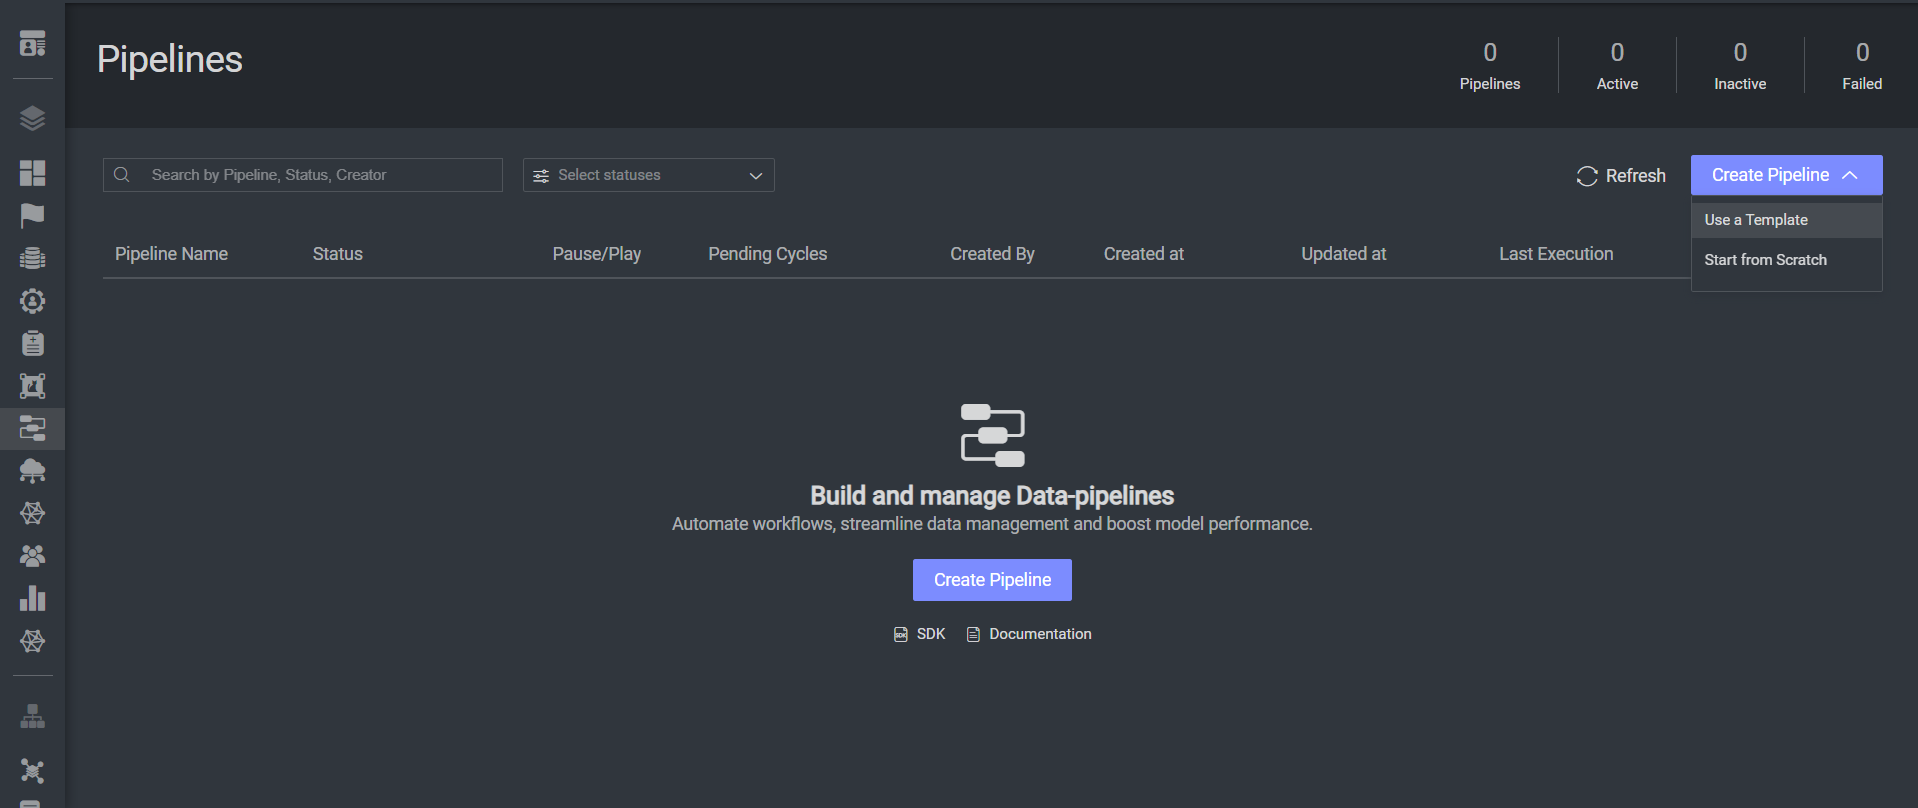 Pipelines
0 0 0 0
Pipelines Active Inactive Failed
Search by Pipeline, Status, Creator Select statuses Refresh Create Pipeline
Use a Template
Start from Scratch
Pipeline Name Status Pause/Play Pending Cycles Created By Created at Updated at Last Execution
Build and manage Data-pipelines
Automate workflows, streamline data management and boost model performance.
Create Pipeline
SDK SDK Documentation